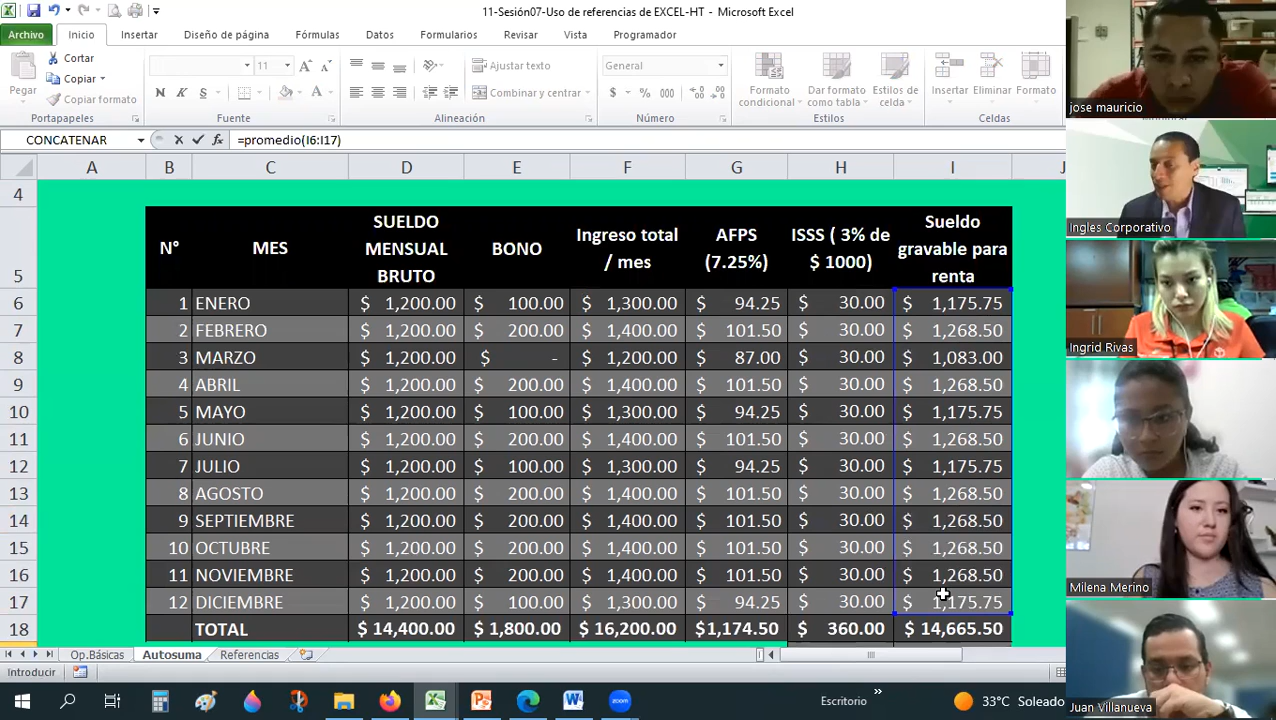 11-Sesión07-Uso de referencias de EXCEL-HT - Microsoft Excel
Archivo Inicio Insertar Diseño de página Fórmulas Datos Formularios Revisar Vista Programador
Pegar
Cortar
Copiar
Copiar formato
Portapapeles
11
N K S
Fuente
Ajustar texto
Combinar y centrar
Alineación
General
$ % 000
Número
Formato condicional
Dar formato como tabla
Estilos de celda
Estilos
Insertar Eliminar Formato
Celdas
CONCATENAR fx =promedio(I6:I17)
A B C D E F G H I J
4
5 N° MES SUELDO MENSUAL BRUTO BONO Ingreso total / mes AFPS (7.25%) ISSS ( 3% de $ 1000) Sueldo gravable para renta
6 1 ENERO $ 1,200.00 $ 100.00 $ 1,300.00 $ 94.25 $ 30.00 $ 1,175.75
7 2 FEBRERO $ 1,200.00 $ 200.00 $ 1,400.00 $ 101.50 $ 30.00 $ 1,268.50
8 3 MARZO $ 1,200.00 $ - $ 1,200.00 $ 87.00 $ 30.00 $ 1,083.00
9 4 ABRIL $ 1,200.00 $ 200.00 $ 1,400.00 $ 101.50 $ 30.00 $ 1,268.50
10 5 MAYO $ 1,200.00 $ 100.00 $ 1,300.00 $ 94.25 $ 30.00 $ 1,175.75
11 6 JUNIO $ 1,200.00 $ 200.00 $ 1,400.00 $ 101.50 $ 30.00 $ 1,268.50
12 7 JULIO $ 1,200.00 $ 100.00 $ 1,300.00 $ 94.25 $ 30.00 $ 1,175.75
13 8 AGOSTO $ 1,200.00 $ 200.00 $ 1,400.00 $ 101.50 $ 30.00 $ 1,268.50
14 9 SEPTIEMBRE $ 1,200.00 $ 200.00 $ 1,400.00 $ 101.50 $ 30.00 $ 1,268.50
15 10 OCTUBRE $ 1,200.00 $ 200.00 $ 1,400.00 $ 101.50 $ 30.00 $ 1,268.50
16 11 NOVIEMBRE $ 1,200.00 $ 200.00 $ 1,400.00 $ 101.50 $ 30.00 $ 1,268.50
17 12 DICIEMBRE $ 1,200.00 $ 100.00 $ 1,300.00 $ 94.25 $ 30.00 $ 1,175.75
18 TOTAL $ 14,400.00 $ 1,800.00 $ 16,200.00 $1,174.50 $ 360.00 $ 14,665.50
Op.Básicas Autosuma Referencias
Introducir
Escritorio » 33°C Soleado
zoom
jose mauricio
Ingles Corporativo
Ingrid Rivas
Milena Merino
Juan Villanueva